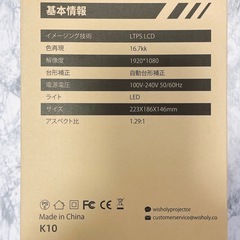 基本情報
イメージング技術 LTPS LCD
色再現 16.7kk
解像度 1920*1080
台形補正 自動台形補正
電源電圧 100V-240V 50/60Hz
ライト LED
サイズ 223X186X146mm
アスペクト比 1.29:1
wisholyprojector
customerservice@wisholy.com
Made in China
K10